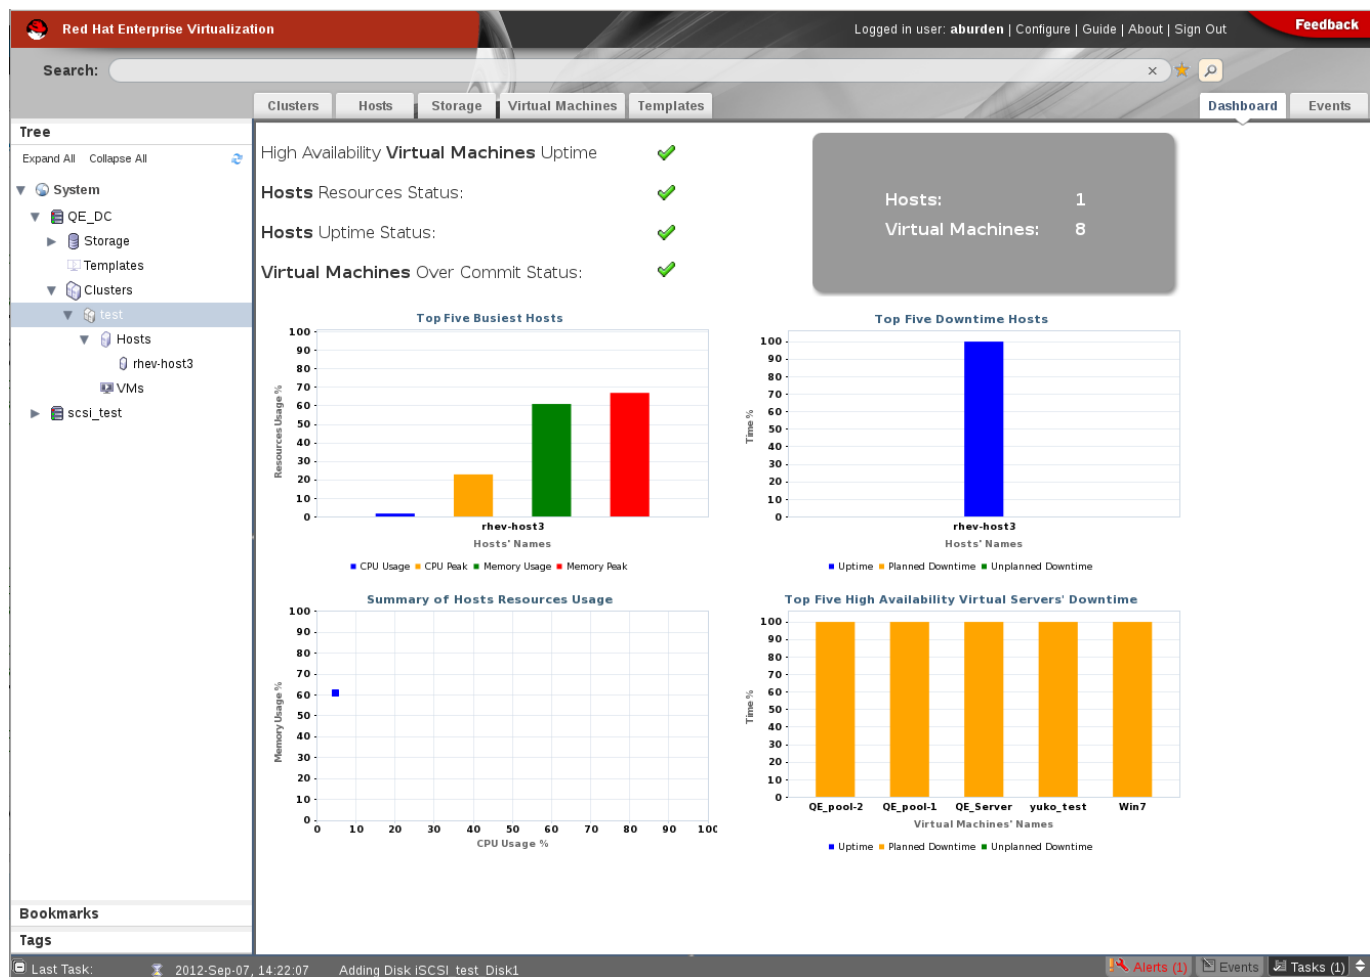 Red Hat Enterprise Virtualization
Logged in user: aburden | Configure | Guide | About | Sign Out
Feedback
Search:
Clusters Hosts Storage Virtual Machines Templates Dashboard Events
Tree
Expand All Collapse All
System
QE_DC
Storage
Templates
Clusters
test
Hosts
rhev-host3
VMs
scsi_test
Bookmarks
Tags
High Availability Virtual Machines Uptime
Hosts Resources Status:
Hosts Uptime Status:
Virtual Machines Over Commit Status:
Hosts: 1
Virtual Machines: 8
Top Five Busiest Hosts
100
90
80
70
60
50
40
30
20
10
0
Resources Usage %
rhev-host3
Hosts' Names
CPU Usage CPU Peak Memory Usage Memory Peak
Top Five Downtime Hosts
100
90
80
70
60
50
40
30
20
10
0
Time %
rhev-host3
Hosts' Names
Uptime Planned Downtime Unplanned Downtime
Summary of Hosts Resources Usage
100
90
80
70
60
50
40
30
20
10
0
Memory Usage %
0 10 20 30 40 50 60 70 80 90 100
CPU Usage %
Top Five High Availability Virtual Servers' Downtime
100
90
80
70
60
50
40
30
20
10
0
Time %
QE_pool-2 QE_pool-1 QE_Server yuko_test Win7
Virtual Machines' Names
Uptime Planned Downtime Unplanned Downtime
Last Task: 2012-Sep-07, 14:22:07 Adding Disk iSCSI_test_Disk1
Alerts (1) Events Tasks (1)